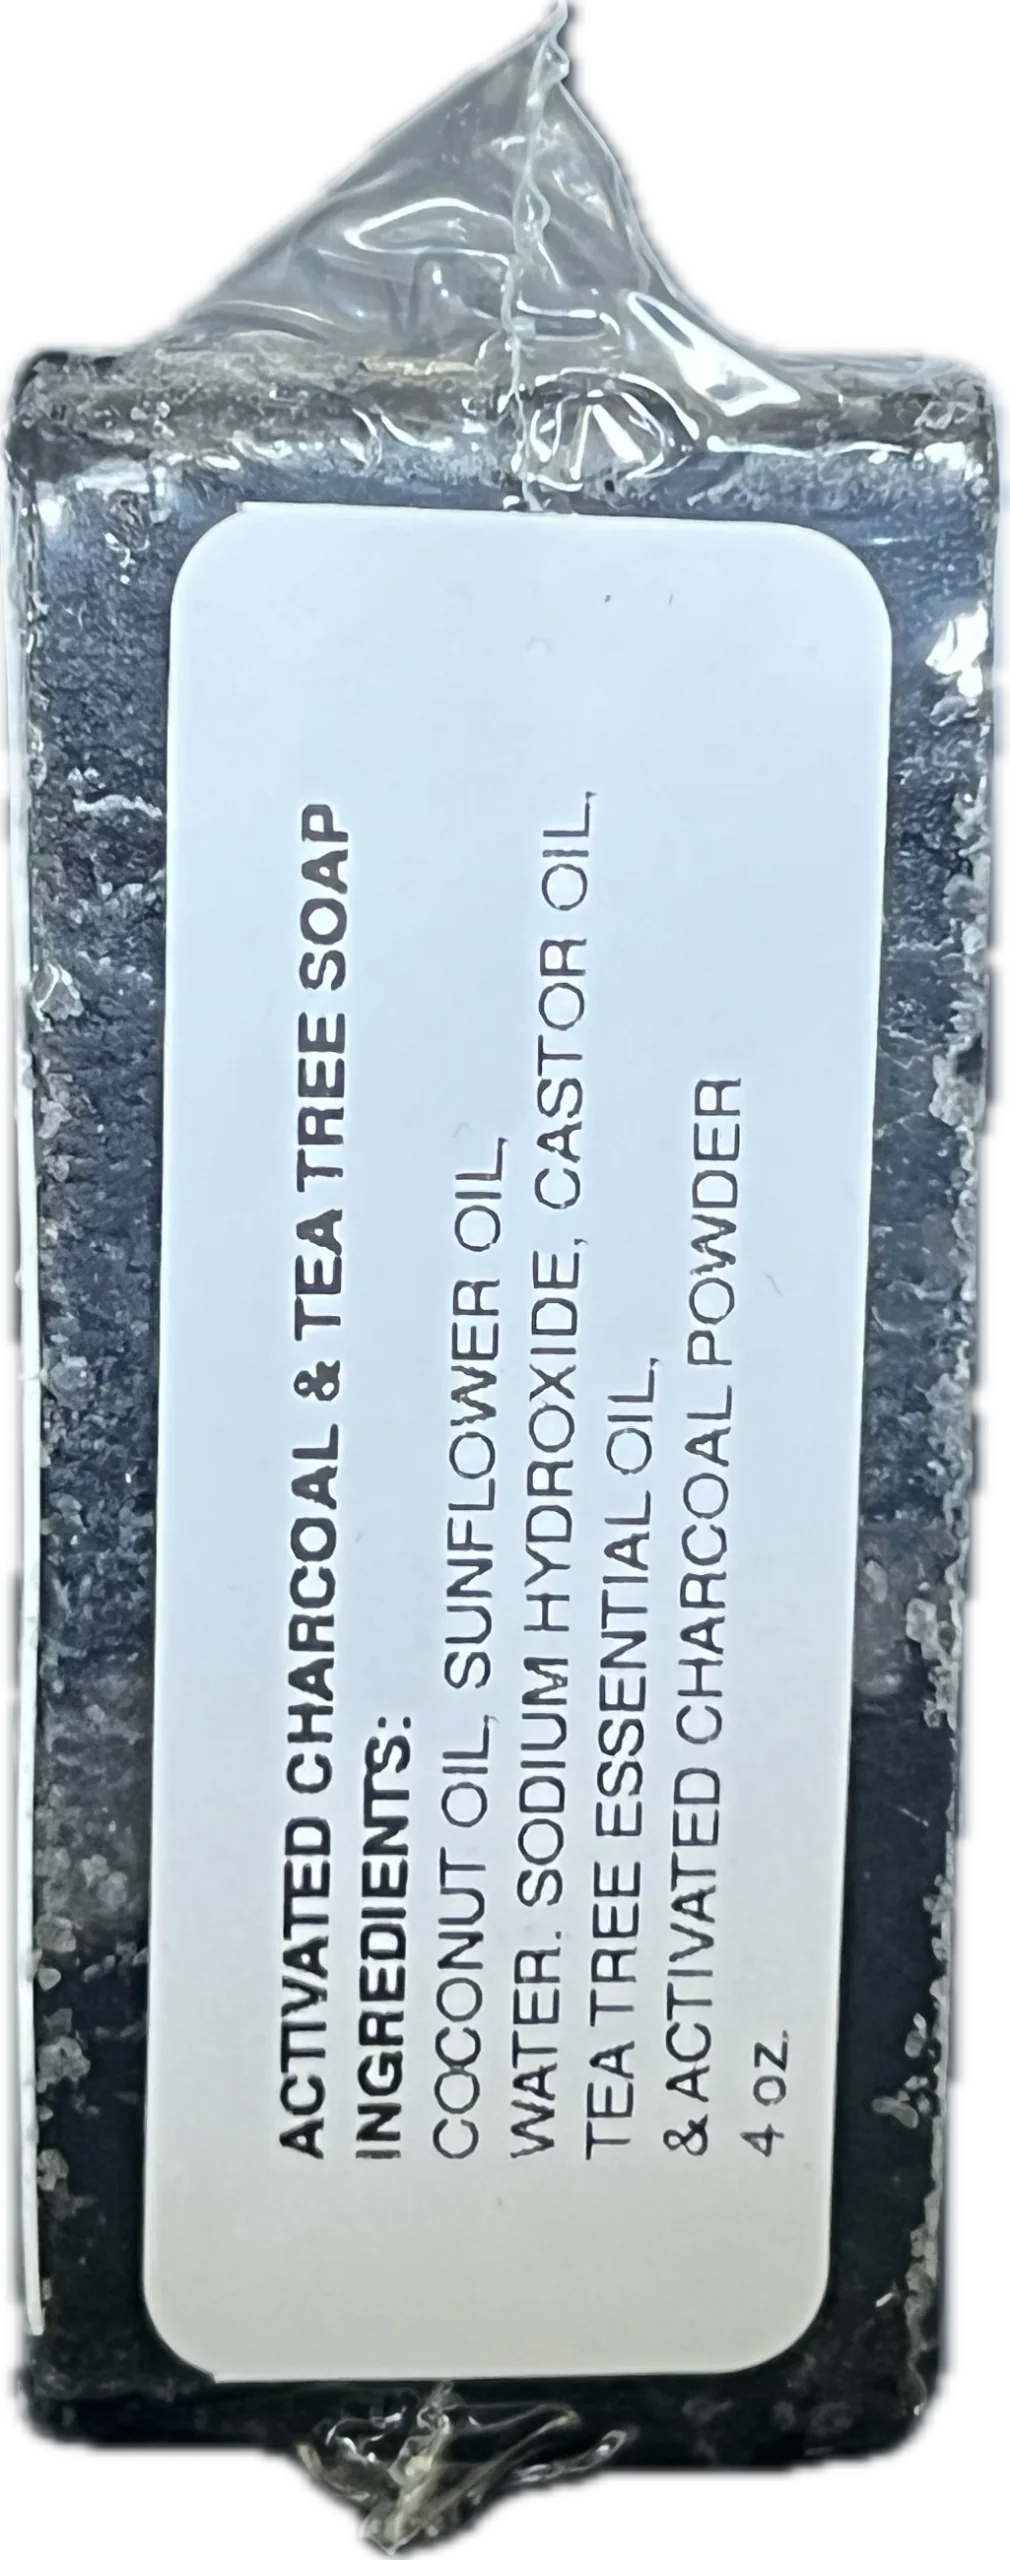 ACTIVATED CHARCOAL & TEA TREE SOAP
INGREDIENTS:
COCONUT OIL, SUNFLOWER OIL
WATER. SODIUM HYDROXIDE, CASTOR OIL,
TEA TREE ESSENTIAL OIL,
& ACTIVATED CHARCOAL POWDER
4 OZ.